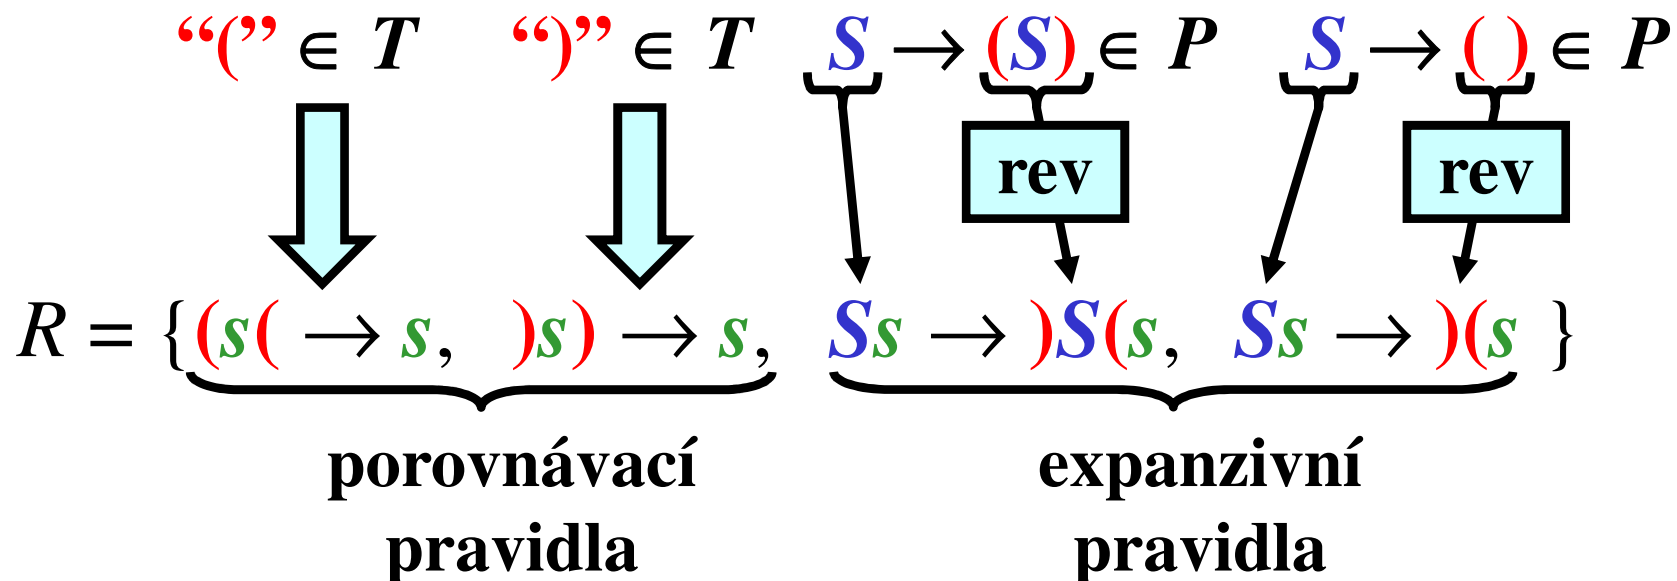 “(” ∈ T “)” ∈ T S → (S) ∈ P S → ( ) ∈ P
rev rev
R = {(s( → s, )s) → s, Ss → )S(s, Ss → )(s }
porovnávací expanzivní
pravidla pravidla